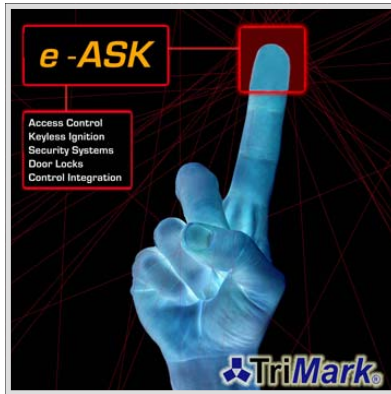 e-ASK
Access Control
Keyless Ignition
Security Systems
Door Locks
Control Integration
TriMark®